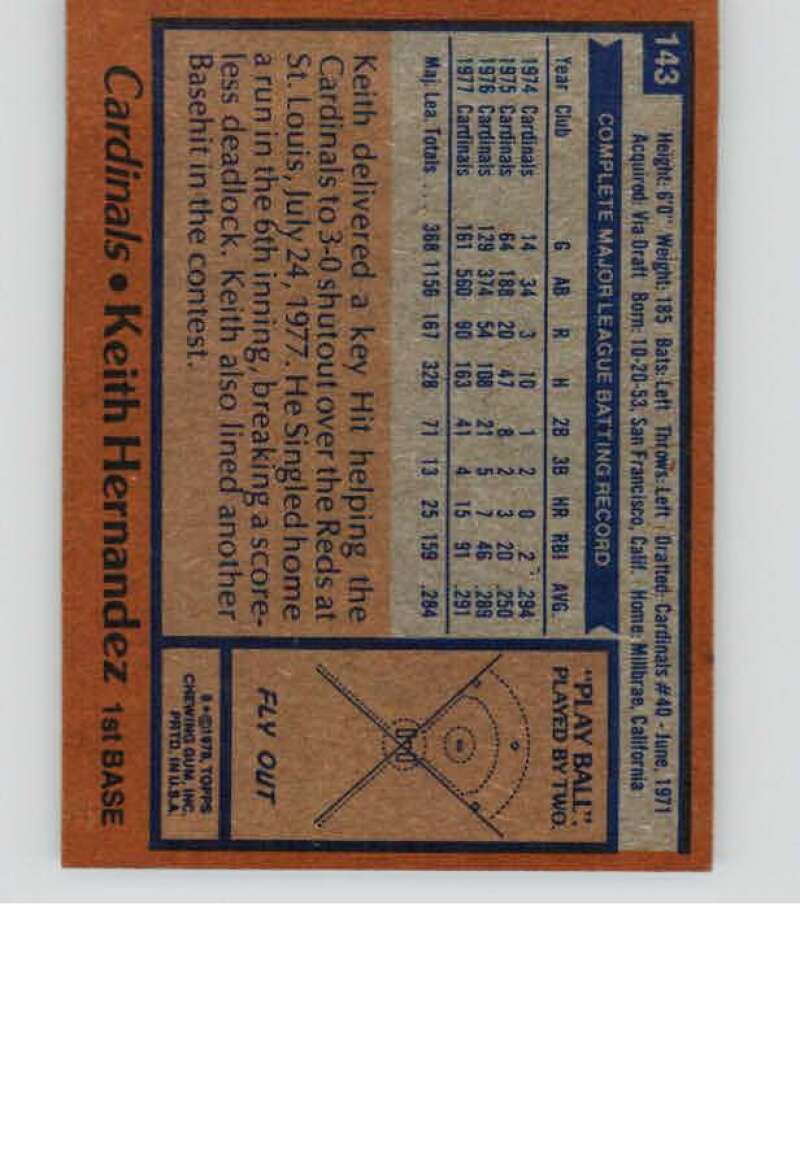 143
Height: 6'0" Weight: 185 Bats: Left Throws: Left Drafted: Cardinals #40 - June, 1971
Acquired: Via Draft Born: 10-20-53, San Francisco, Calif. Home: Millbrae, California
COMPLETE MAJOR LEAGUE BATTING RECORD
Year Club G AB R H 2B 3B HR RBI AVG.
1974 Cardinals 14 34 3 10 1 2 0 2 .294
1975 Cardinals 64 188 20 47 8 2 3 20 .250
1976 Cardinals 129 374 54 108 21 5 7 46 .289
1977 Cardinals 161 560 90 163 41 4 15 91 .291
Maj. Lea. Totals ... 368 1156 167 328 71 13 25 159 .284
Keith delivered a key Hit helping the
Cardinals to 3-0 shutout over the Reds at
St. Louis, July 24, 1977. He Singled home
a run in the 6th inning, breaking a score-
less deadlock. Keith also lined another
Basehit in the contest.
"PLAY BALL"
PLAYED BY TWO.
FLY OUT
©1978, TOPPS
CHEWING GUM, INC.
PRTD. IN U.S.A.
Cardinals • Keith Hernandez 1st BASE